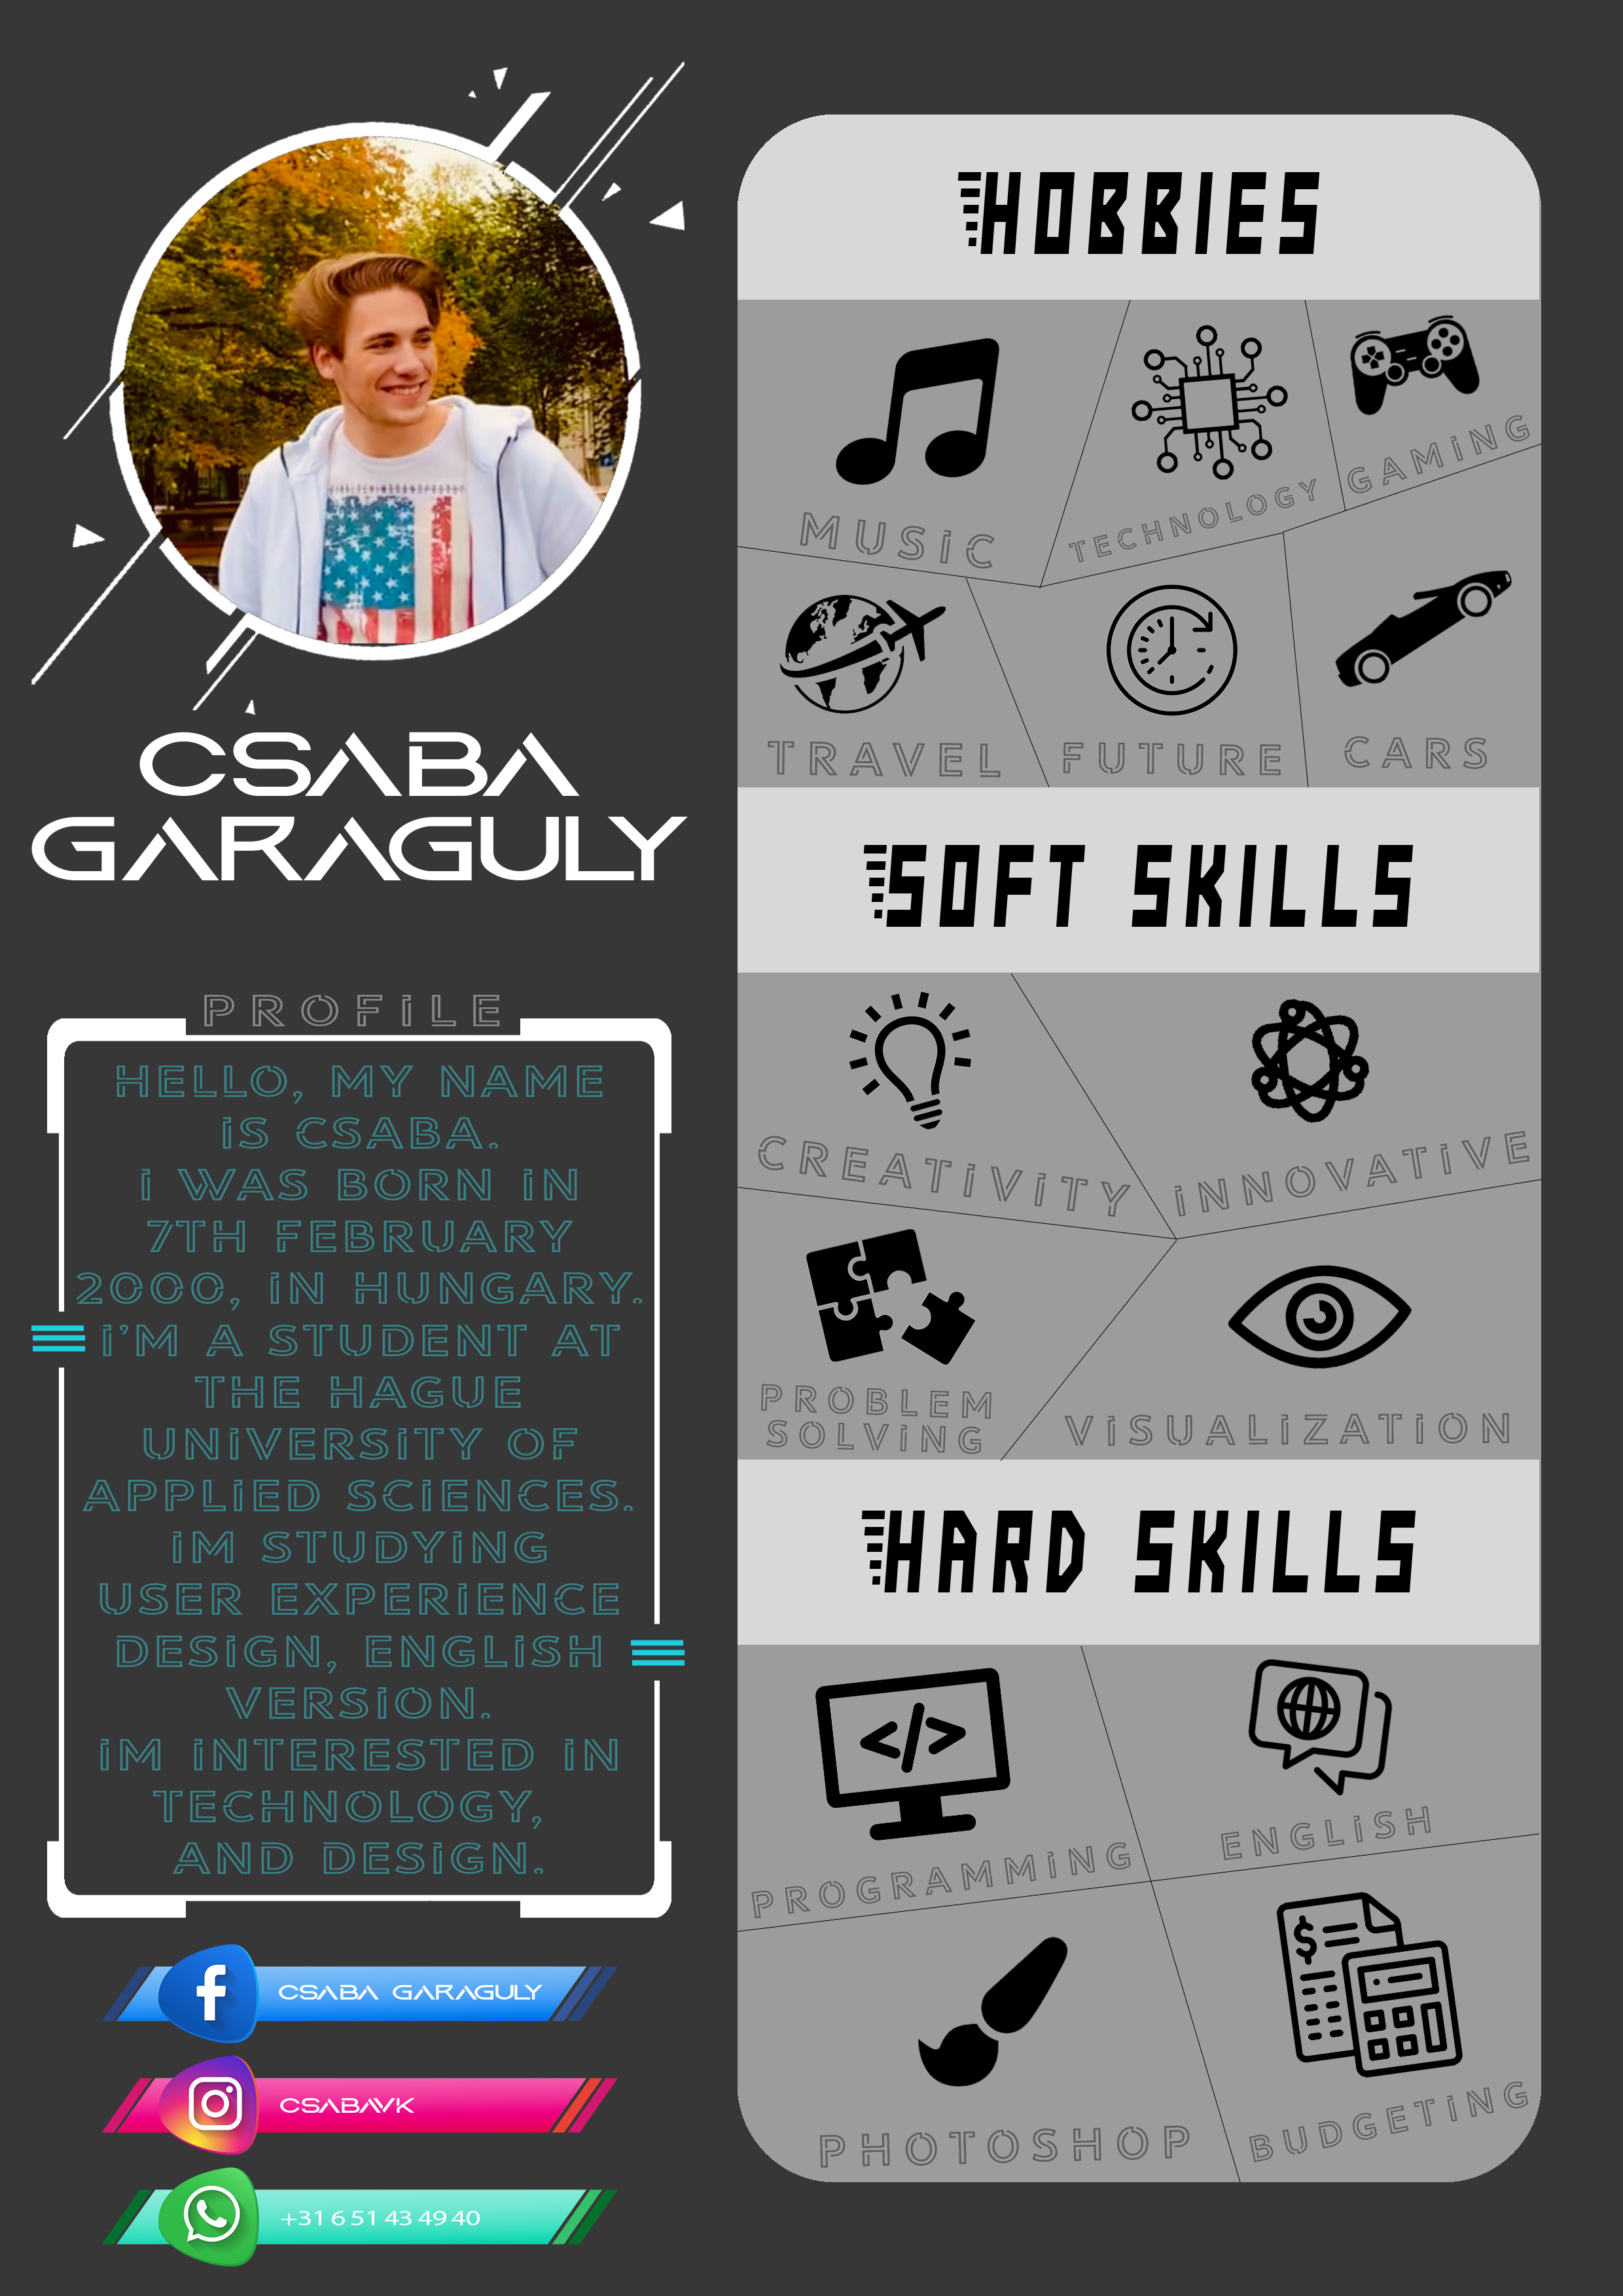 CSABA
GARAGULY
PROFiLE
HELLO, MY NAME
iS CSABA.
i WAS BORN iN
7TH FEBRUARY
2000, iN HUNGARY.
i'M A STUDENT AT
THE HAGUE
UNiVERSiTY OF
APPLiED SCiENCES.
iM STUDYiNG
USER EXPERiENCE
DESiGN, ENGLiSH
VERSiON.
iM iNTERESTED iN
TECHNOLOGY,
AND DESiGN.
CSABA GARAGULY
CSABAVK
+31 6 51 43 49 40
HOBBIES
MUSiC
TECHNOLOGY
GAMiNG
TRAVEL
FUTURE
CARS
SOFT SKILLS
CREATiViTY
iNNOVATiVE
PROBLEM
SOLViNG
ViSUALiZATiON
HARD SKILLS
PROGRAMMiNG
ENGLiSH
PHOTOSHOP
BUDGETiNG